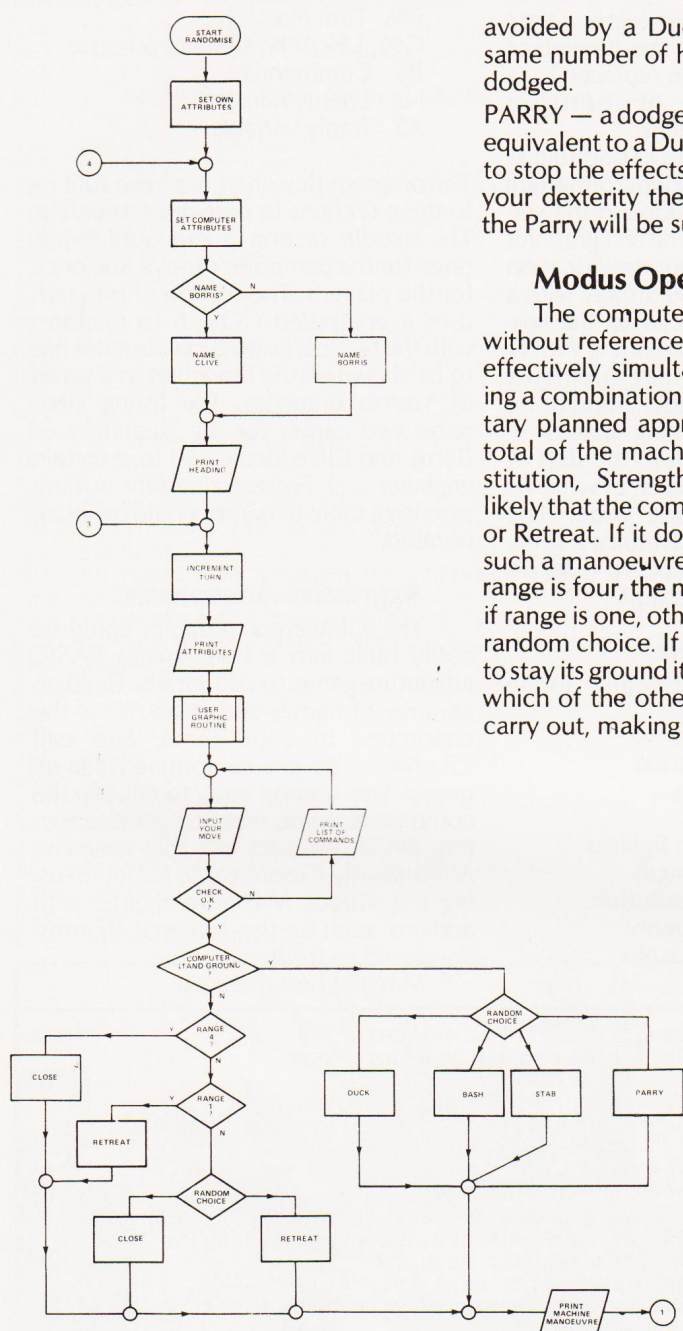 START
RANDOMISE
SET OWN
ATTRIBUTES
4
SET COMPUTER
ATTRIBUTES
NAME
BORRIS?
N
Y
NAME
CLIVE
NAME
BORRIS
PRINT
HEADING
3
INCREMENT
TURN
PRINT
ATTRIBUTES
USER
GRAPHIC
ROUTINE
INPUT
YOUR
MOVE
PRINT
LIST OF
COMMANDS
CHECK
O.K.
?
N
Y
COMPUTER
STAND GROUND
?
Y
N
RANGE
4
?
Y
N
CLOSE
RANGE
1
?
Y
N
RETREAT
RANDOM
CHOICE
CLOSE
RETREAT
RANDOM
CHOICE
DUCK
BASH
STAB
PARRY
PRINT
MACHINE
MANOEUVRE
1
avoided by a Duc
same number of h
dodged.
PARRY — a dodge
equivalent to a Du
to stop the effects
your dexterity the
the Parry will be su
Modus Ope
The compute
without reference
effectively simulta
ing a combination
tary planned appr
total of the mach
stitution, Strength
likely that the com
or Retreat. If it do
such a manoeuvre
range is four, the n
if range is one, oth
random choice. If
to stay its ground it
which of the othe
carry out, making